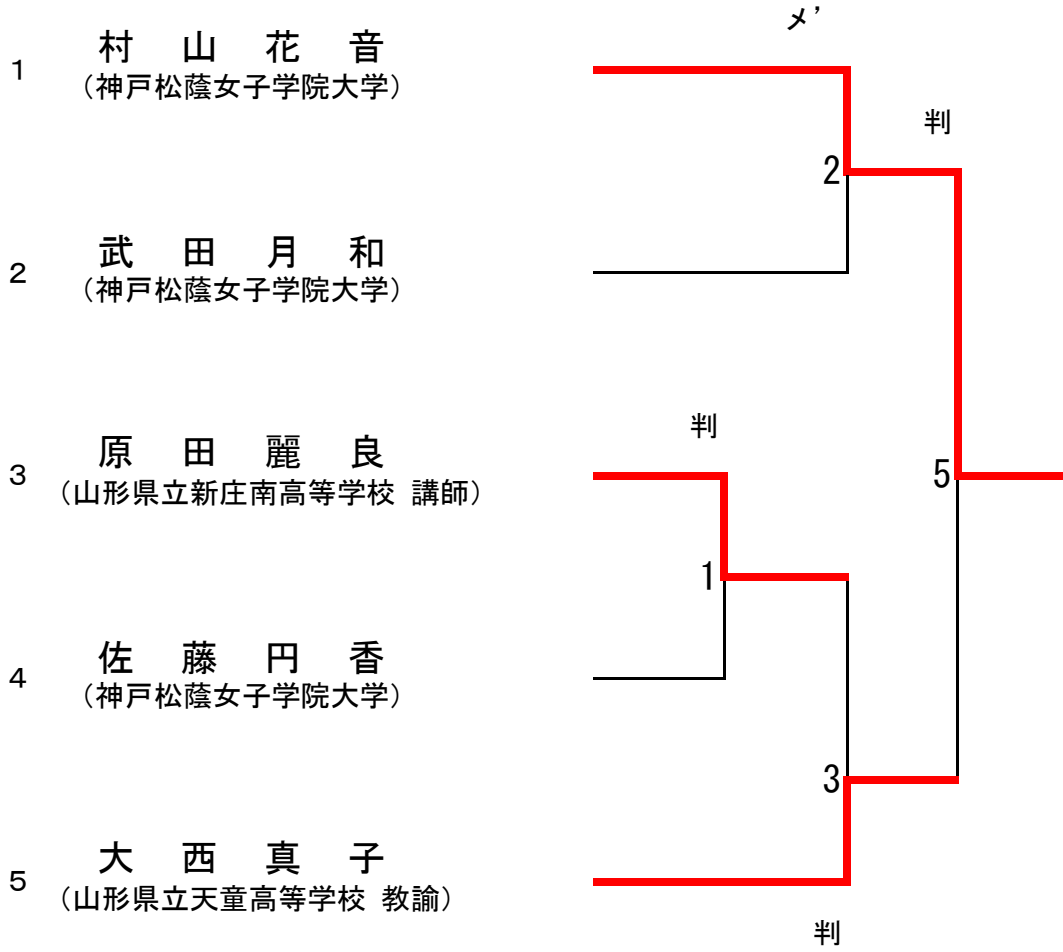 メ’
1 村 山 花 音
（神戸松蔭女子学院大学）
判
2
2 武 田 月 和
（神戸松蔭女子学院大学）
判
3 原 田 麗 良
（山形県立新庄南高等学校 講師）
5
1
4 佐 藤 円 香
（神戸松蔭女子学院大学）
3
5 大 西 真 子
（山形県立天童高等学校 教諭）
判